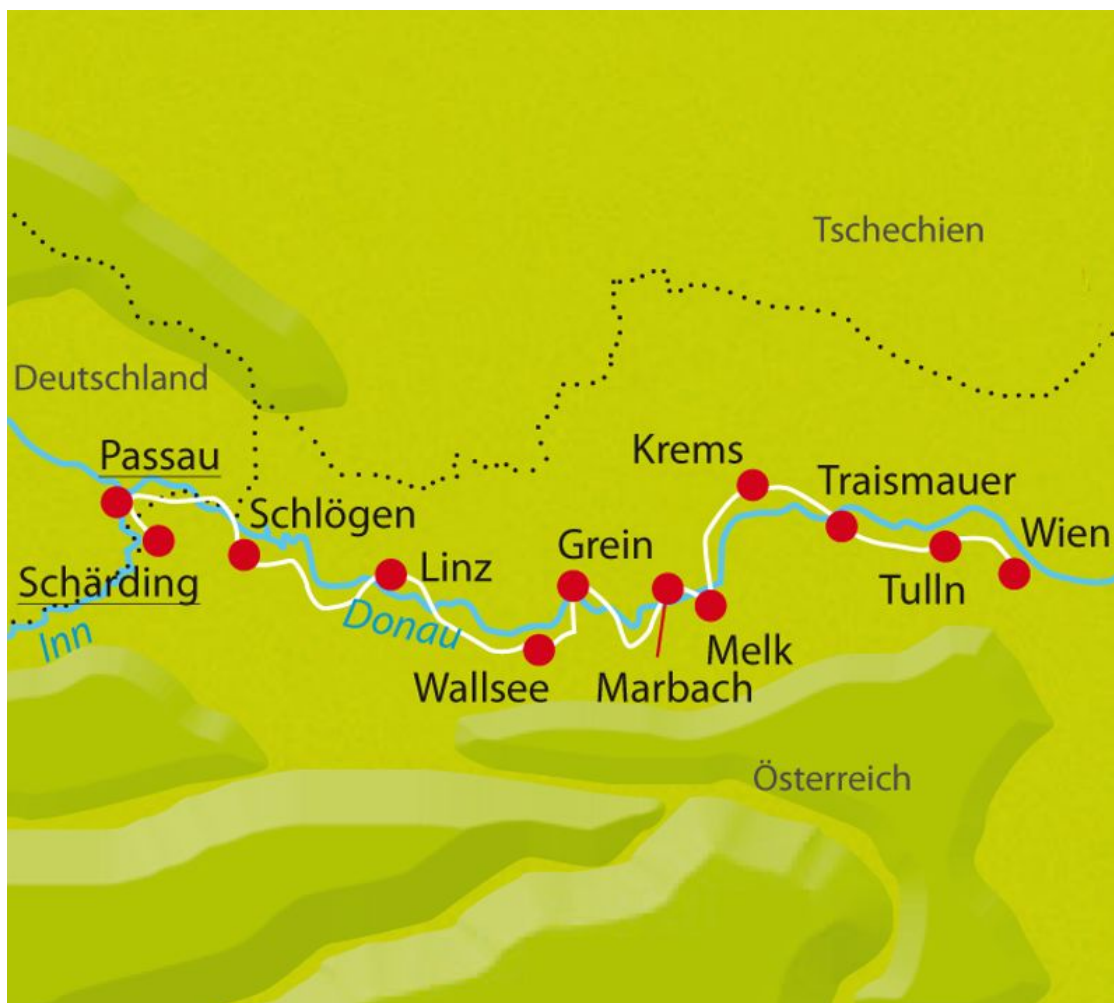 Tschechien
Deutschland
Passau
Krems
Traismauer
Schlögen
Grein
Wien
Linz
Schärding
Tulln
Inn
Donau
Melk
Wallsee
Marbach
Österreich